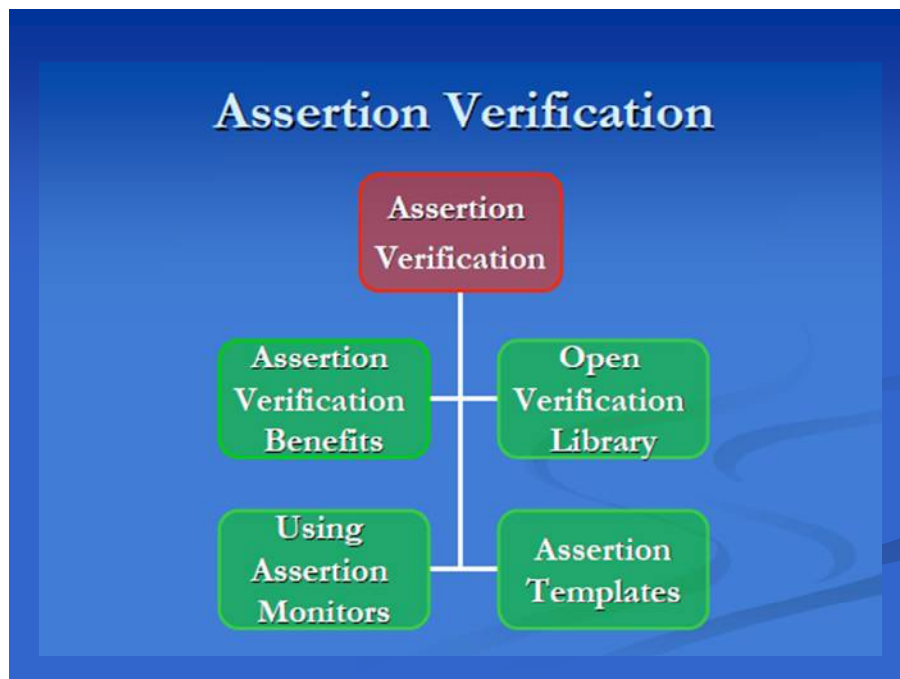 Assertion Verification
Assertion
Verification
Assertion
Verification
Benefits
Open
Verification
Library
Using
Assertion
Monitors
Assertion
Templates